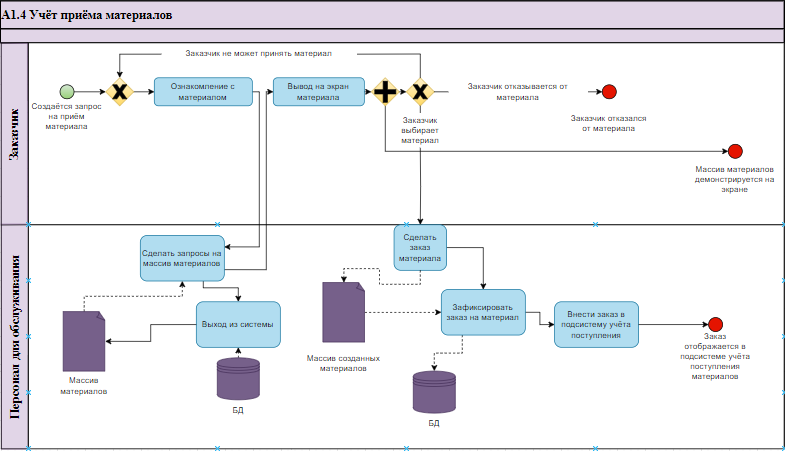 A1.4 Учёт приёма материалов
Заказчик
Заказчик не может принять материал
Создаётся запрос
на приём
материала
Ознакомление с
материалом
Вывод на экран
материала
Заказчик
выбирает
материал
Заказчик отказывается от
материала
Заказчик отказался
от материала
Массив материалов
демонстрируется на
экране
Персонал для обслуживания
Сделать запросы на
массив материалов
Выход из системы
Массив
материалов
БД
Сделать
заказ
материала
Массив созданных
материалов
Зафиксировать
заказ на материал
БД
Внести заказ в
подсистему учёта
поступления
Заказ
отображается в
подсистеме учёта
поступления
материалов